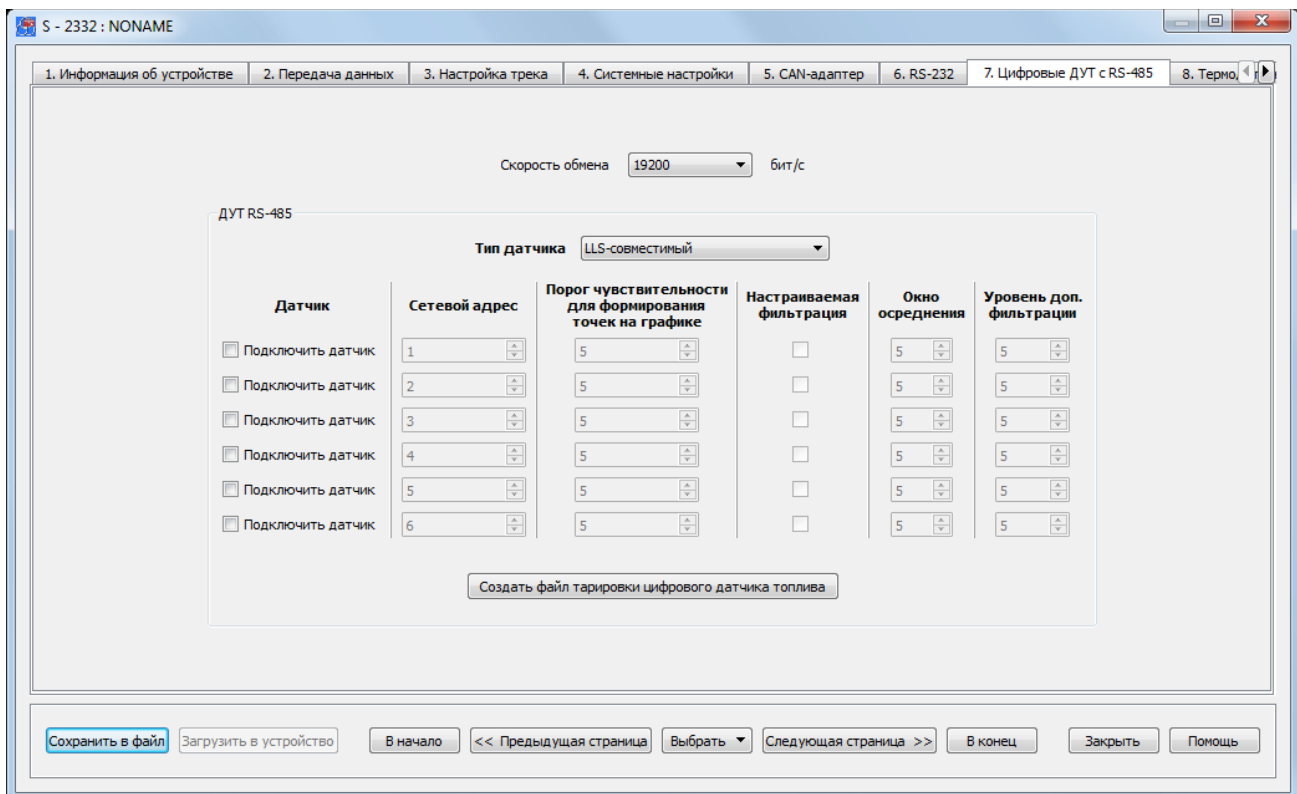 S - 2332 : NONAME
1. Информация об устройстве 2. Передача данных 3. Настройка трека 4. Системные настройки 5. CAN-адаптер 6. RS-232 7. Цифровые ДУТ с RS-485 8. Термо
Скорость обмена 19200 бит/с
ДУТ RS-485
Тип датчика LLS-совместимый
Датчик Сетевой адрес Порог чувствительности для формирования точек на графике Настраиваемая фильтрация Окно осреднения Уровень доп. фильтрации
Подключить датчик 1 5 5 5
Подключить датчик 2 5 5 5
Подключить датчик 3 5 5 5
Подключить датчик 4 5 5 5
Подключить датчик 5 5 5 5
Подключить датчик 6 5 5 5
Создать файл тарировки цифрового датчика топлива
Сохранить в файл Загрузить в устройство В начало << Предыдущая страница Выбрать Следующая страница >> В конец Закрыть Помощь